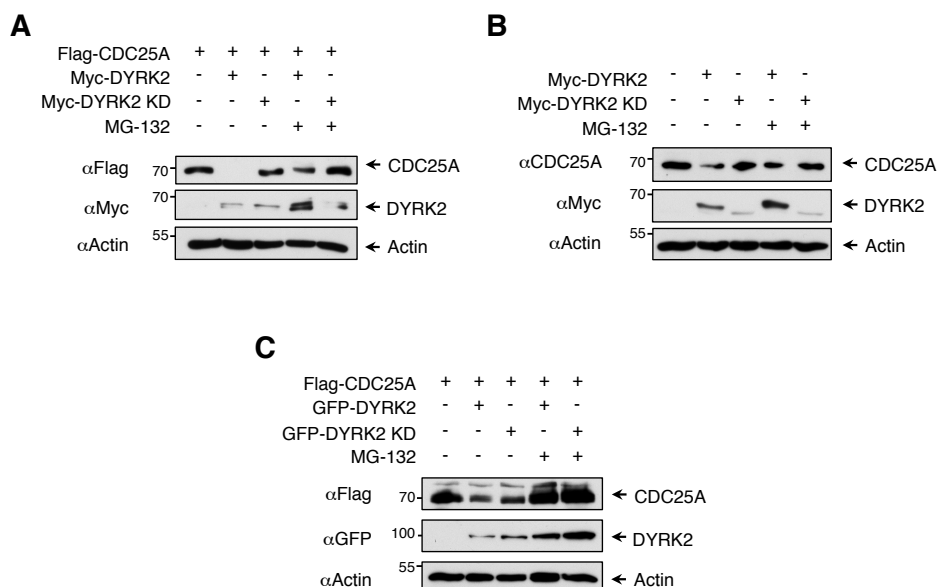 A
Flag-CDC25A + + + + +
Myc-DYRK2 - + - + -
Myc-DYRK2 KD - - + - +
MG-132 - - - + +
αFlag 70 CDC25A
αMyc 70 DYRK2
αActin 55 Actin
B
Myc-DYRK2 - + - + -
Myc-DYRK2 KD - - + - +
MG-132 - - - + +
αCDC25A 70 CDC25A
αMyc 70 DYRK2
αActin 55 Actin
C
Flag-CDC25A + + + + +
GFP-DYRK2 - + - + -
GFP-DYRK2 KD - - + - +
MG-132 - - - + +
αFlag 70 CDC25A
αGFP 100 DYRK2
αActin 55 Actin